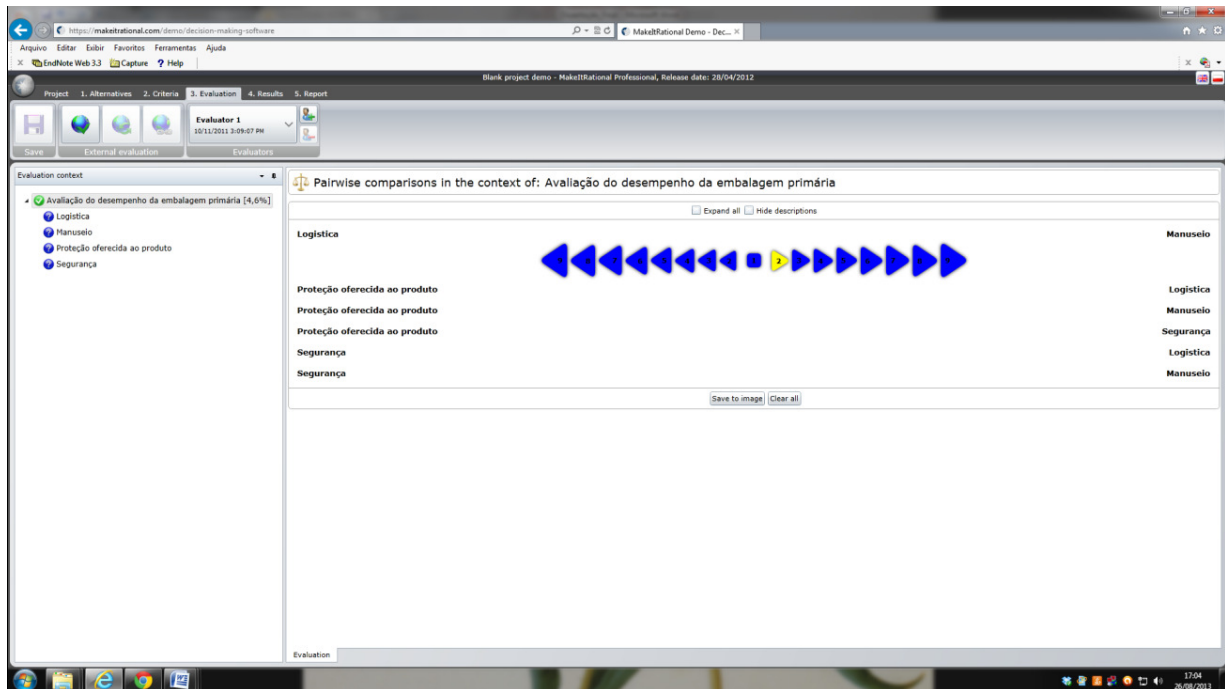 https://makeitrational.com/demo/decision-making-software
MakeItRational Demo - Dec...
Arquivo Editar Exibir Favoritos Ferramentas Ajuda
EndNote Web 3.3 Capture Help
Blank project demo - MakeItRational Professional, Release date: 28/04/2012
Project 1. Alternatives 2. Criteria 3. Evaluation 4. Results 5. Report
Evaluator 1
10/11/2011 3:09:07 PM
Save External evaluation Evaluators
Evaluation context
Avaliação do desempenho da embalagem primária [4,6%]
Logistica
Manuseio
Proteção oferecida ao produto
Segurança
Pairwise comparisons in the context of: Avaliação do desempenho da embalagem primária
Expand all Hide descriptions
Logistica Manuseio
2
Proteção oferecida ao produto Logistica
Proteção oferecida ao produto Manuseio
Proteção oferecida ao produto Segurança
Segurança Logistica
Segurança Manuseio
Save to image Clear all
Evaluation
17:04
26/08/2013